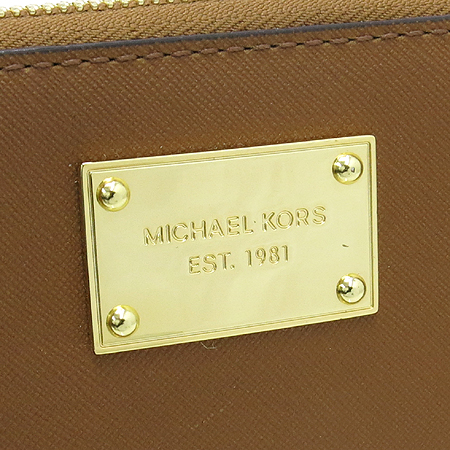 MICHAEL KORS
EST. 1981